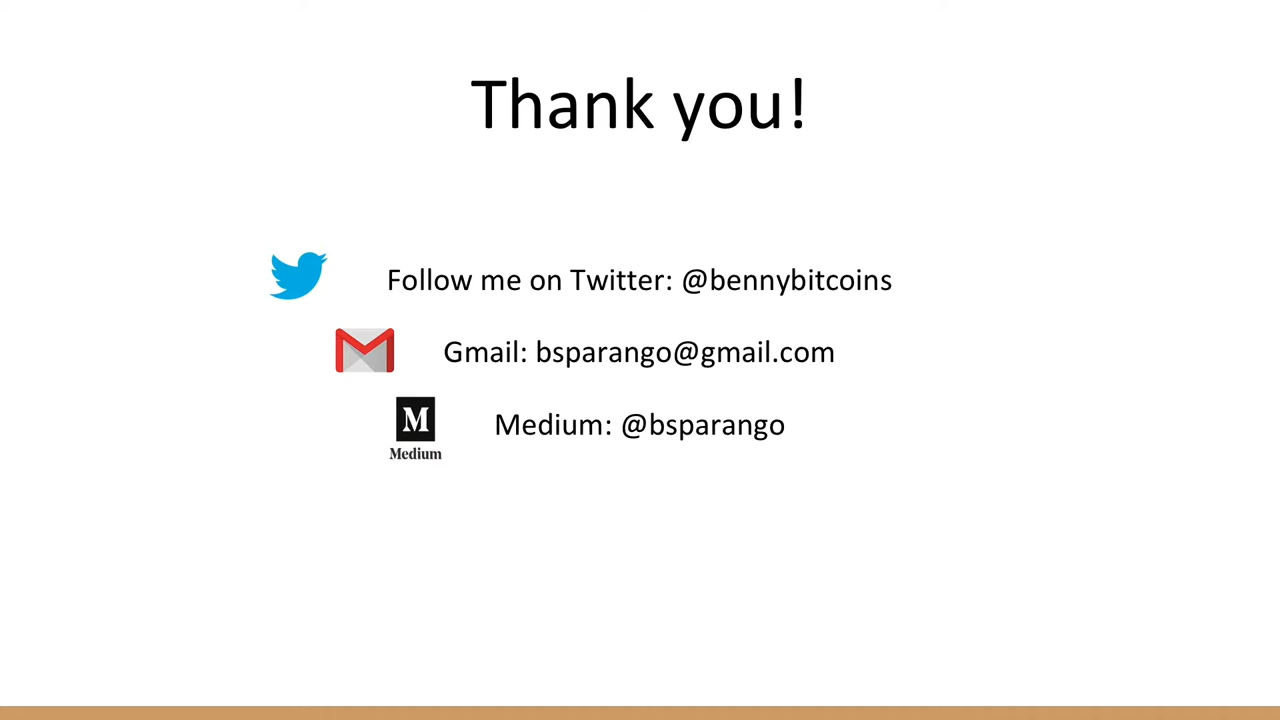 Thank you!
Follow me on Twitter: @bennybitcoins
Gmail: bsparango@gmail.com
M
Medium: @bsparango
Medium